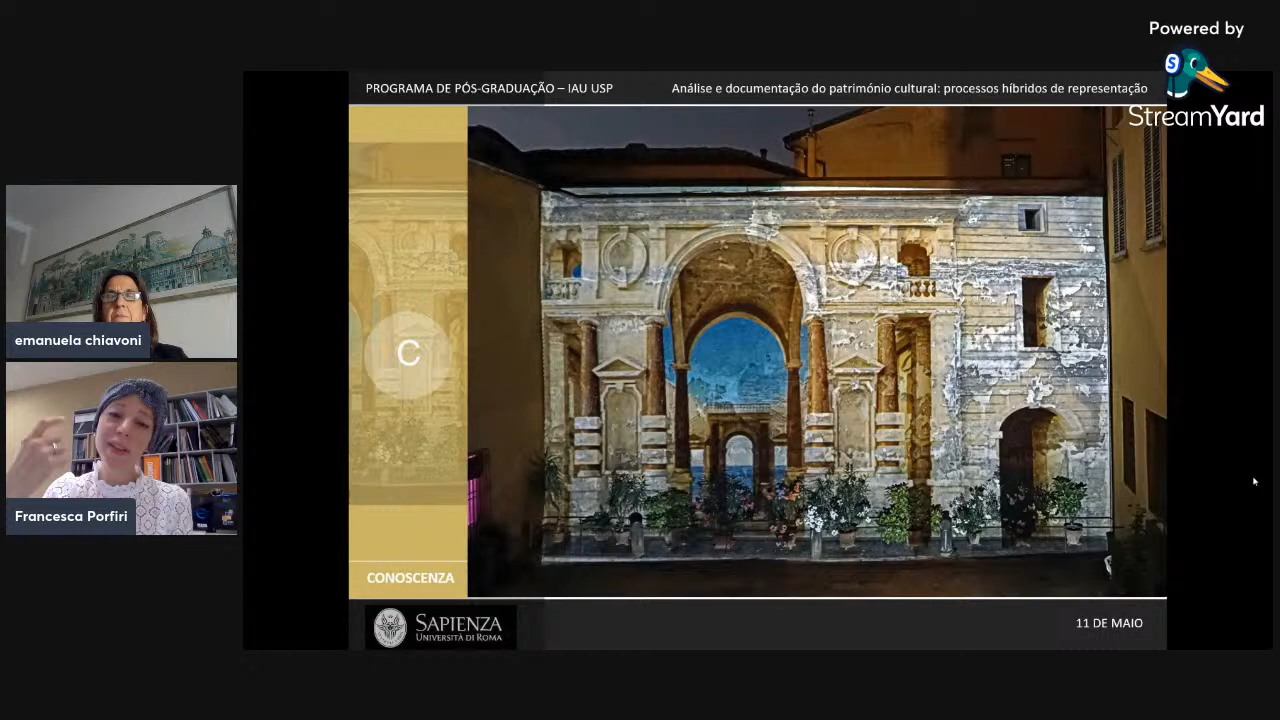 Powered by
StreamYard
PROGRAMA DE PÓS-GRADUAÇÃO – IAU USP
Análise e documentação do património cultural: processos híbridos de representação
C
CONOSCENZA
emanuela chiavoni
Francesca Porfiri
SAPIENZA
UNIVERSITÀ DI ROMA
11 DE MAIO